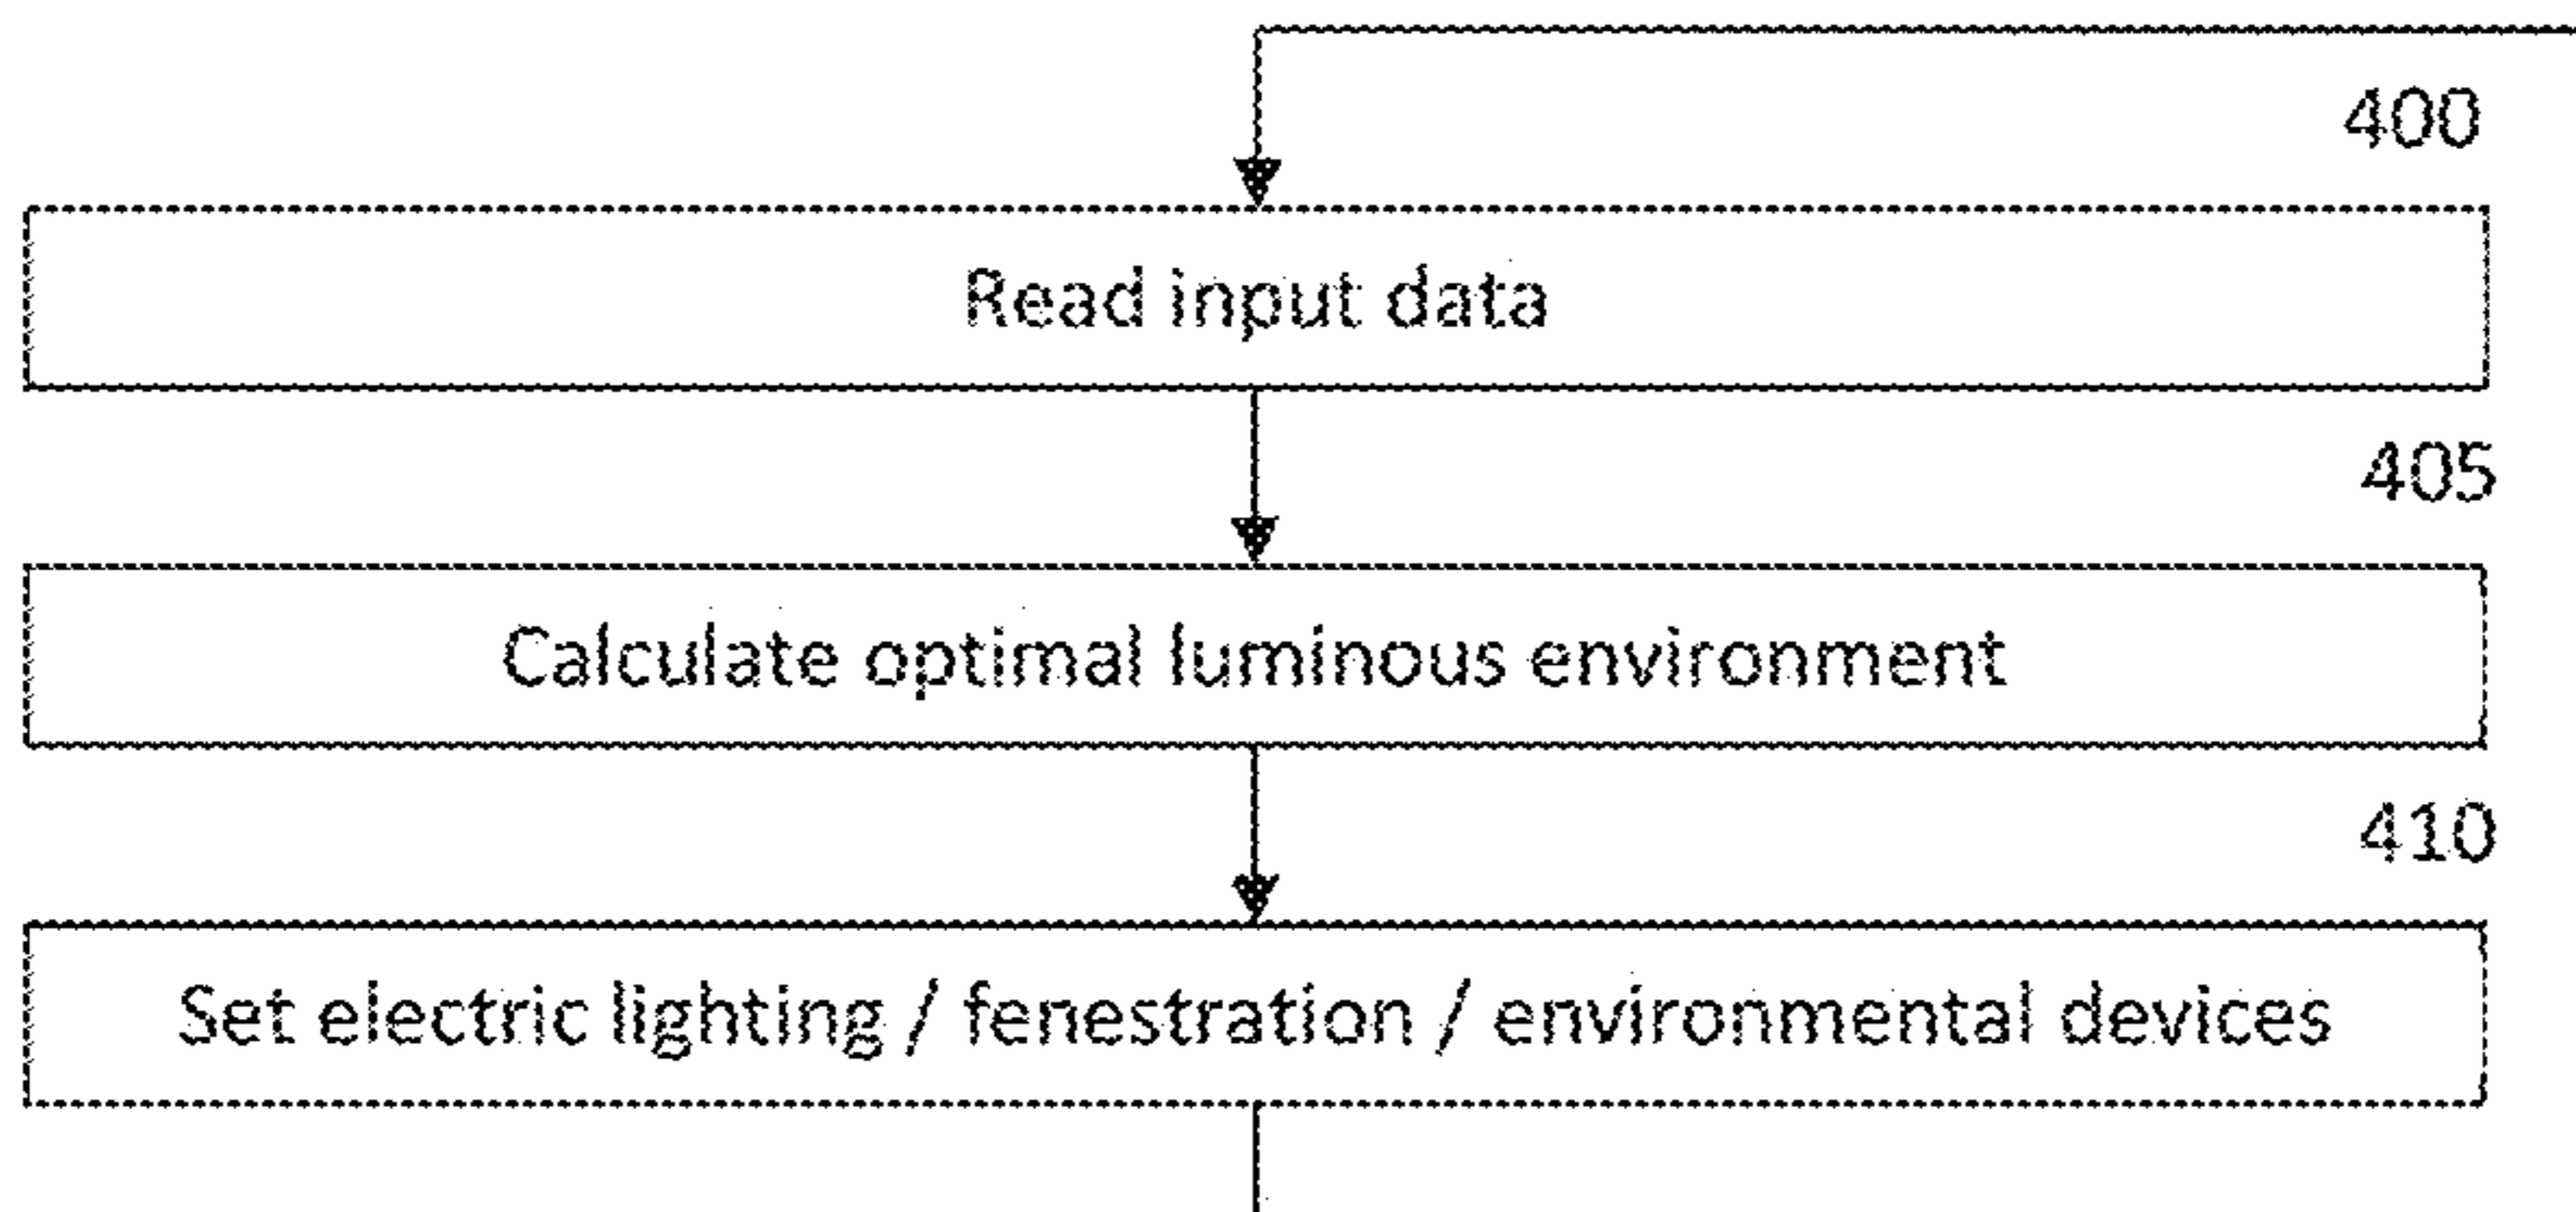 400
Read input data
405
Calculate optimal luminous environment
410
Set electric lighting / fenestration / environmental devices